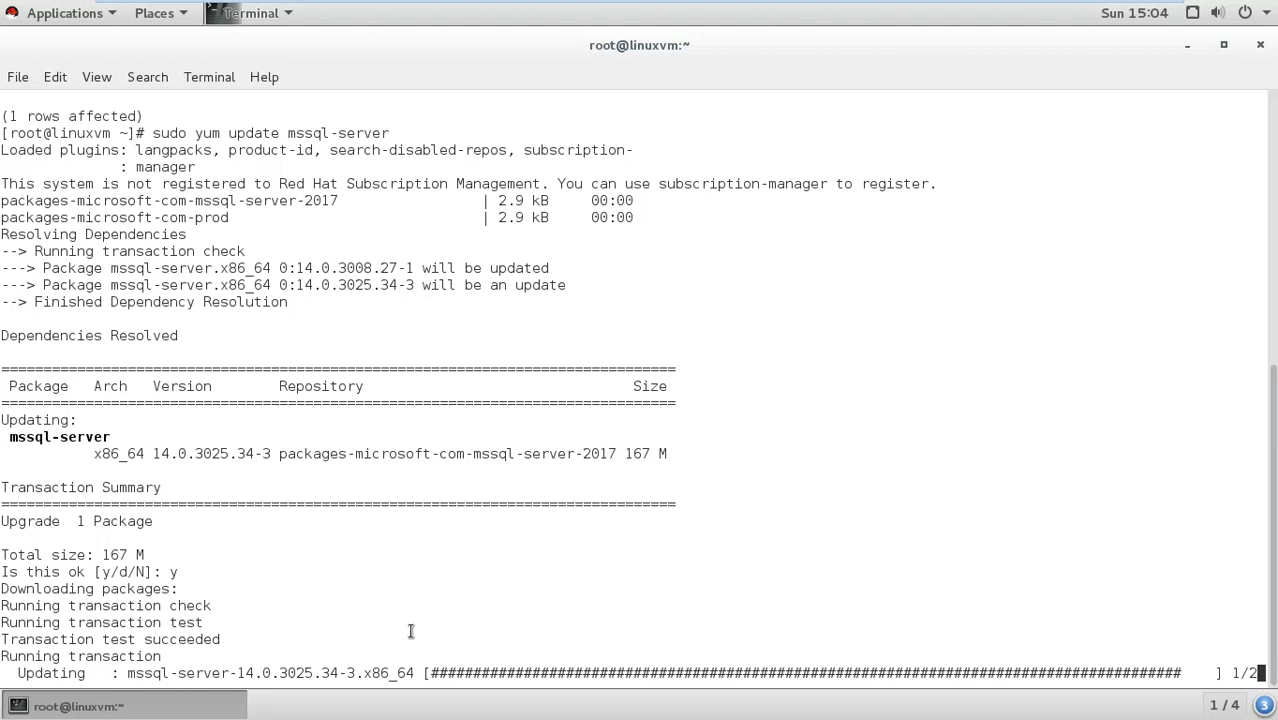 Applications Places Terminal Sun 15:04
root@linuxvm:~
File Edit View Search Terminal Help
(1 rows affected)
[root@linuxvm ~]# sudo yum update mssql-server
Loaded plugins: langpacks, product-id, search-disabled-repos, subscription-
: manager
This system is not registered to Red Hat Subscription Management. You can use subscription-manager to register.
packages-microsoft-com-mssql-server-2017 | 2.9 kB 00:00
packages-microsoft-com-prod | 2.9 kB 00:00
Resolving Dependencies
--> Running transaction check
---> Package mssql-server.x86_64 0:14.0.3008.27-1 will be updated
---> Package mssql-server.x86_64 0:14.0.3025.34-3 will be an update
--> Finished Dependency Resolution
Dependencies Resolved
================================================================================
Package Arch Version Repository Size
================================================================================
Updating:
mssql-server
x86_64 14.0.3025.34-3 packages-microsoft-com-mssql-server-2017 167 M
Transaction Summary
================================================================================
Upgrade 1 Package
Total size: 167 M
Is this ok [y/d/N]: y
Downloading packages:
Running transaction check
Running transaction test
Transaction test succeeded
Running transaction
Updating : mssql-server-14.0.3025.34-3.x86_64 [######################################################################################### ] 1/2
root@linuxvm:~ 1 / 4 3